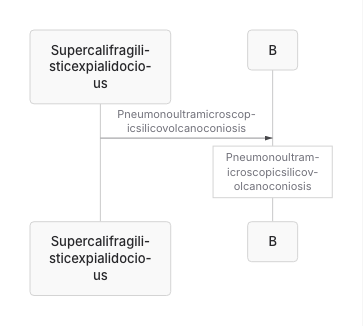 Supercalifragili-
sticexpialidocio-
us
B
Pneumonoultramicroscop-
icsilicovolcanoconiosis
Pneumonoultram-
icroscopicsilicov-
olcanoconiosis
Supercalifragili-
sticexpialidocio-
us
B